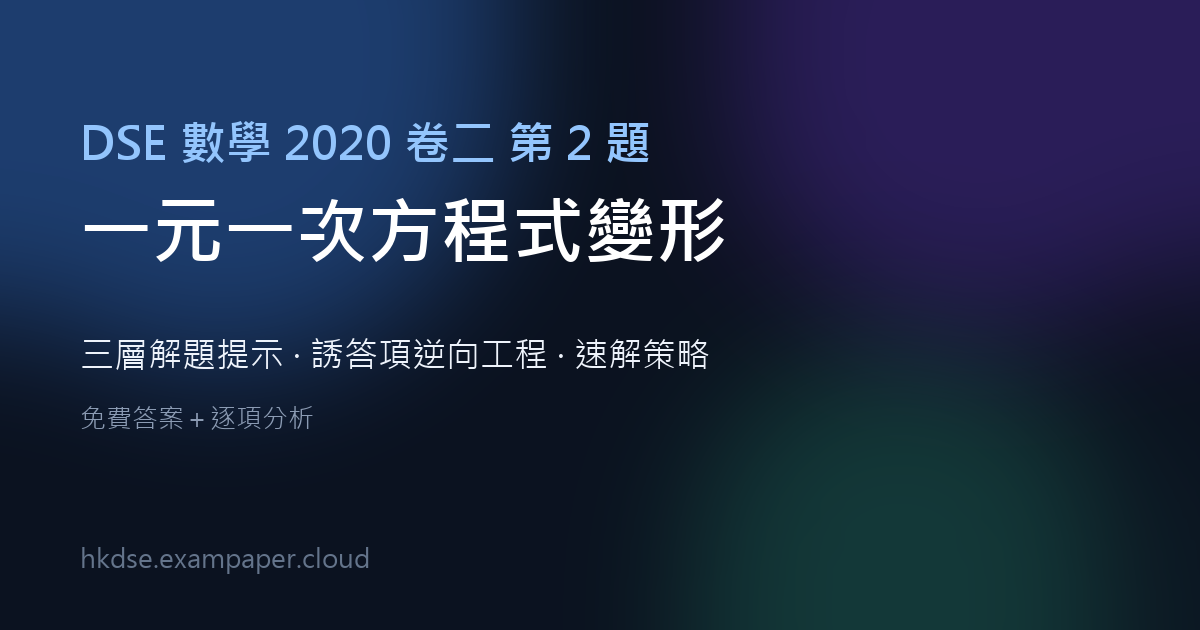 DSE 數學 2020 卷二 第 2 題
一元一次方程式變形
三層解題提示 · 誘答項逆向工程 · 速解策略
免費答案 + 逐項分析
hkdse.exampaper.cloud